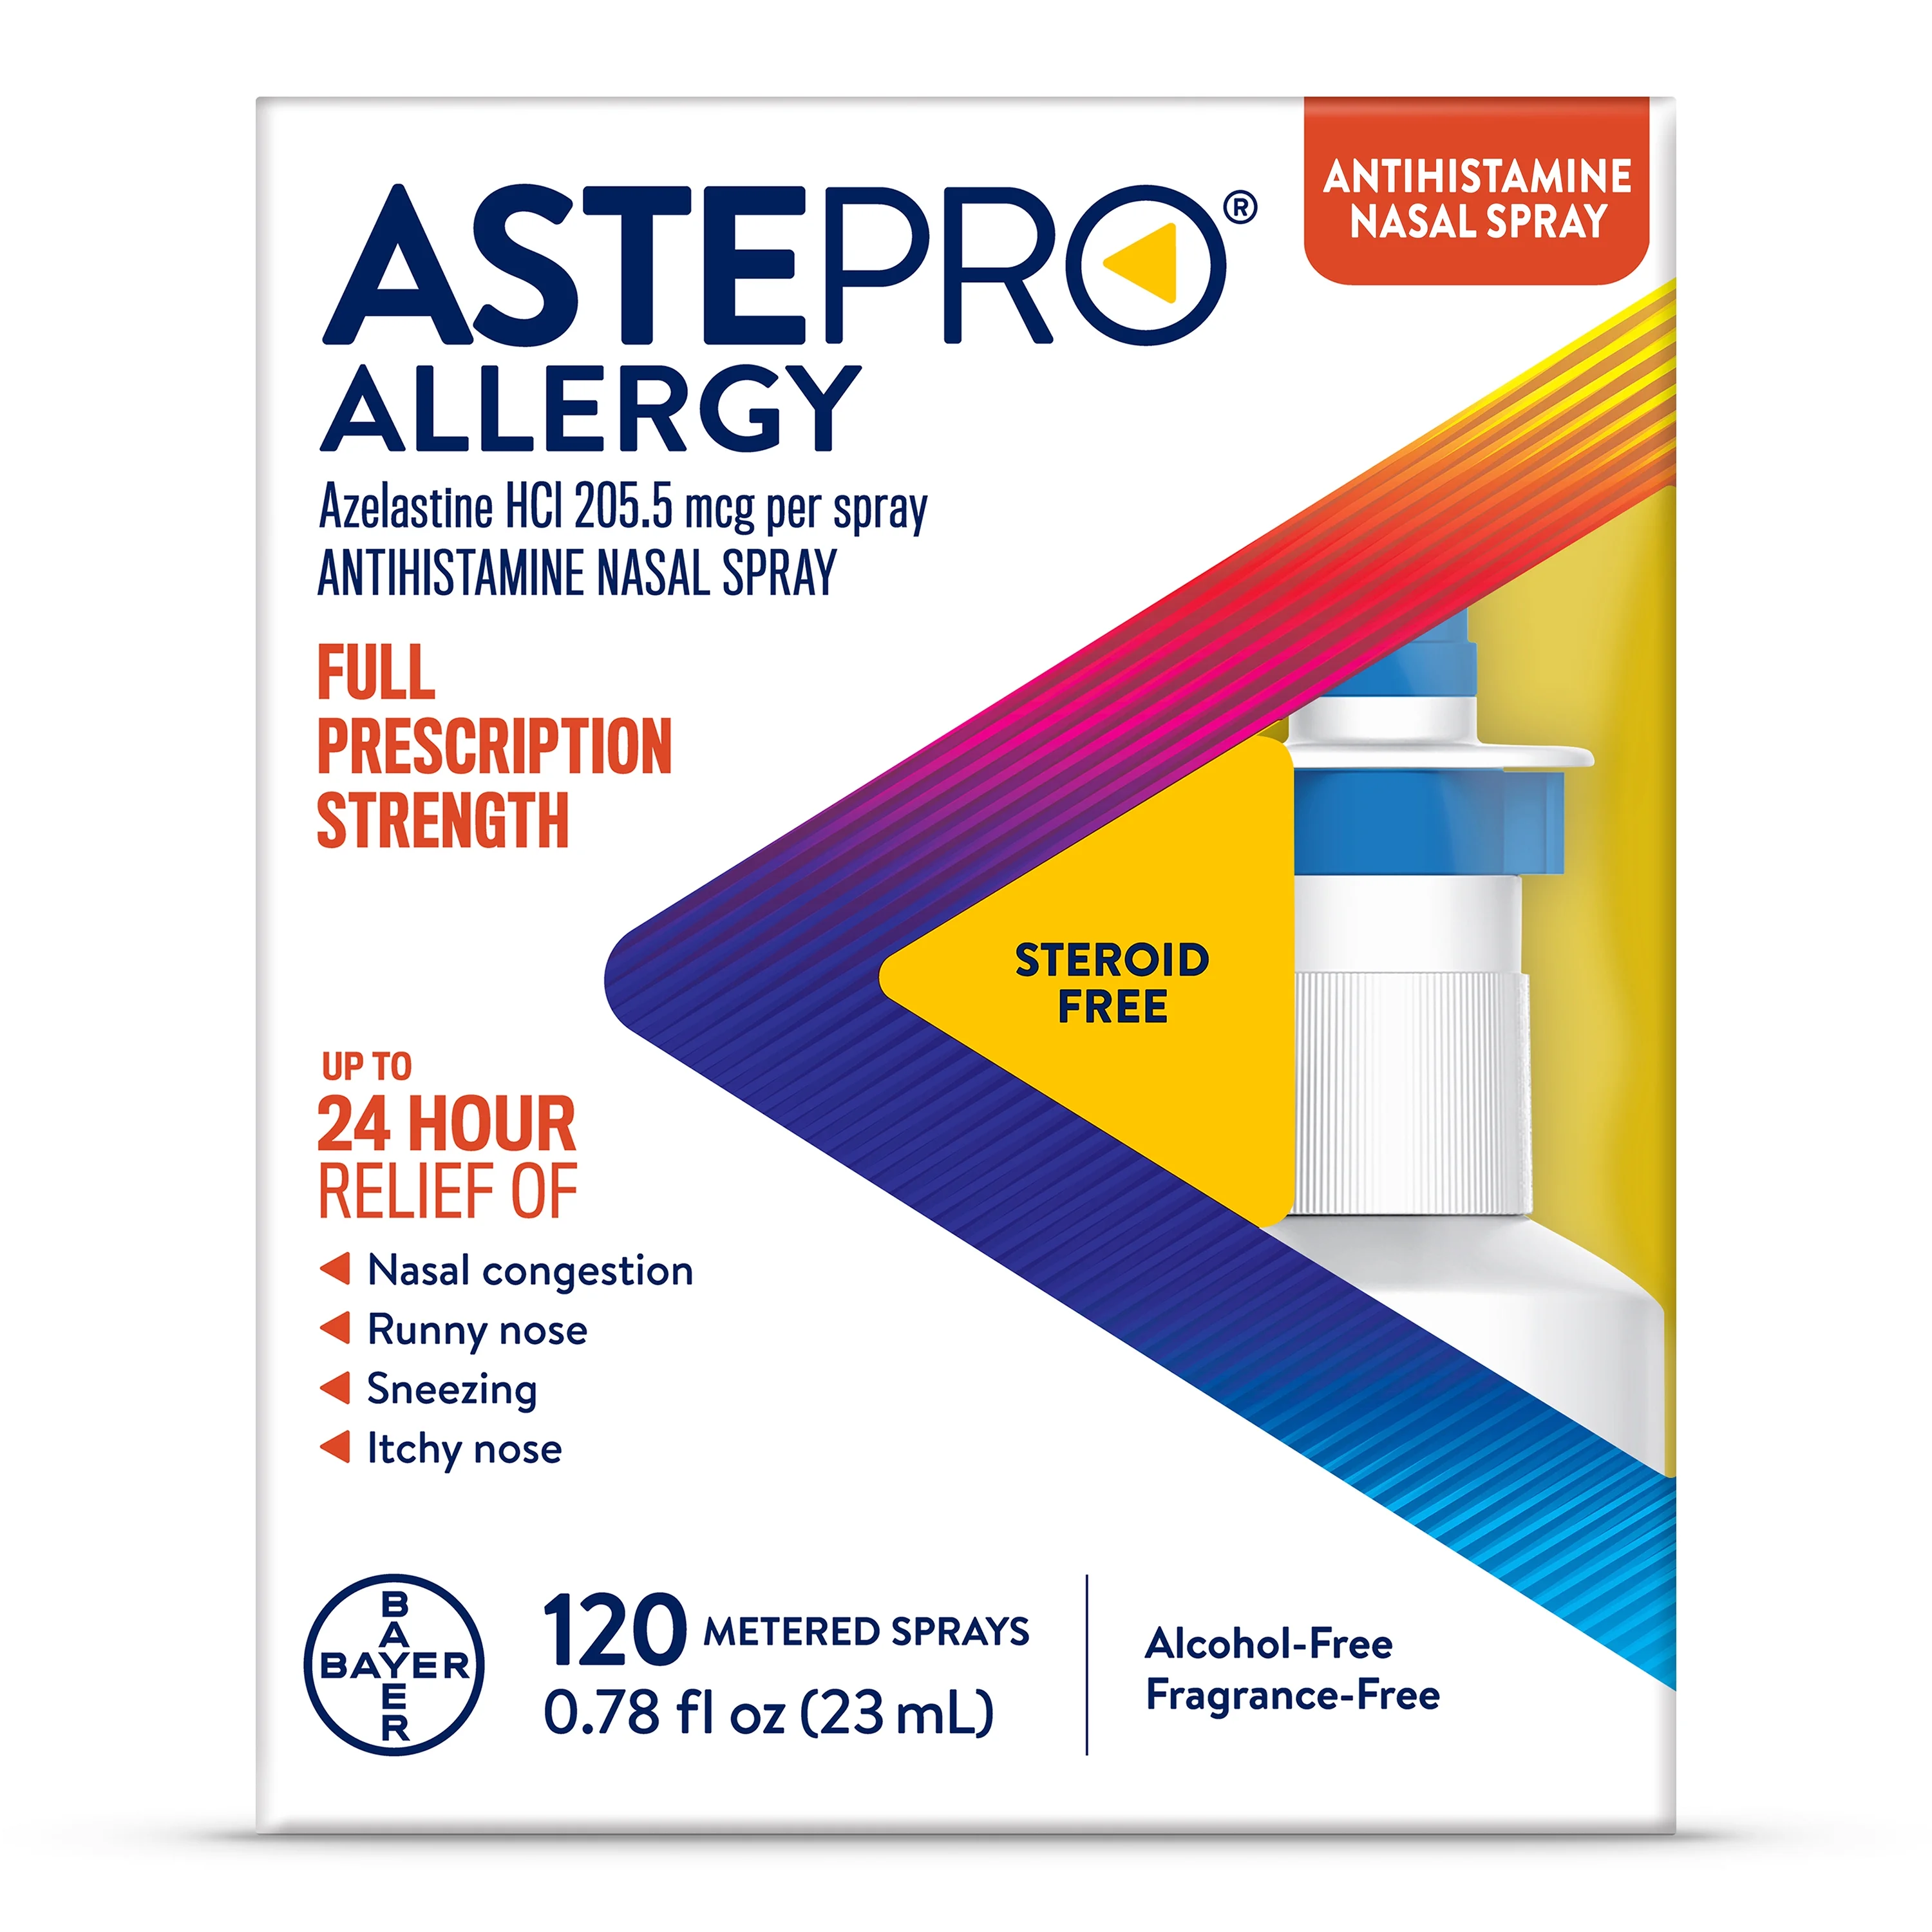 ANTIHISTAMINE
NASAL SPRAY
ASTEPRO®
ALLERGY
Azelastine HCl 205.5 mcg per spray
ANTIHISTAMINE NASAL SPRAY
FULL
PRESCRIPTION
STRENGTH
STEROID
FREE
UP TO
24 HOUR
RELIEF OF
Nasal congestion
Runny nose
Sneezing
Itchy nose
BAYER
BAYER
120 METERED SPRAYS
0.78 fl oz (23 mL)
Alcohol-Free
Fragrance-Free